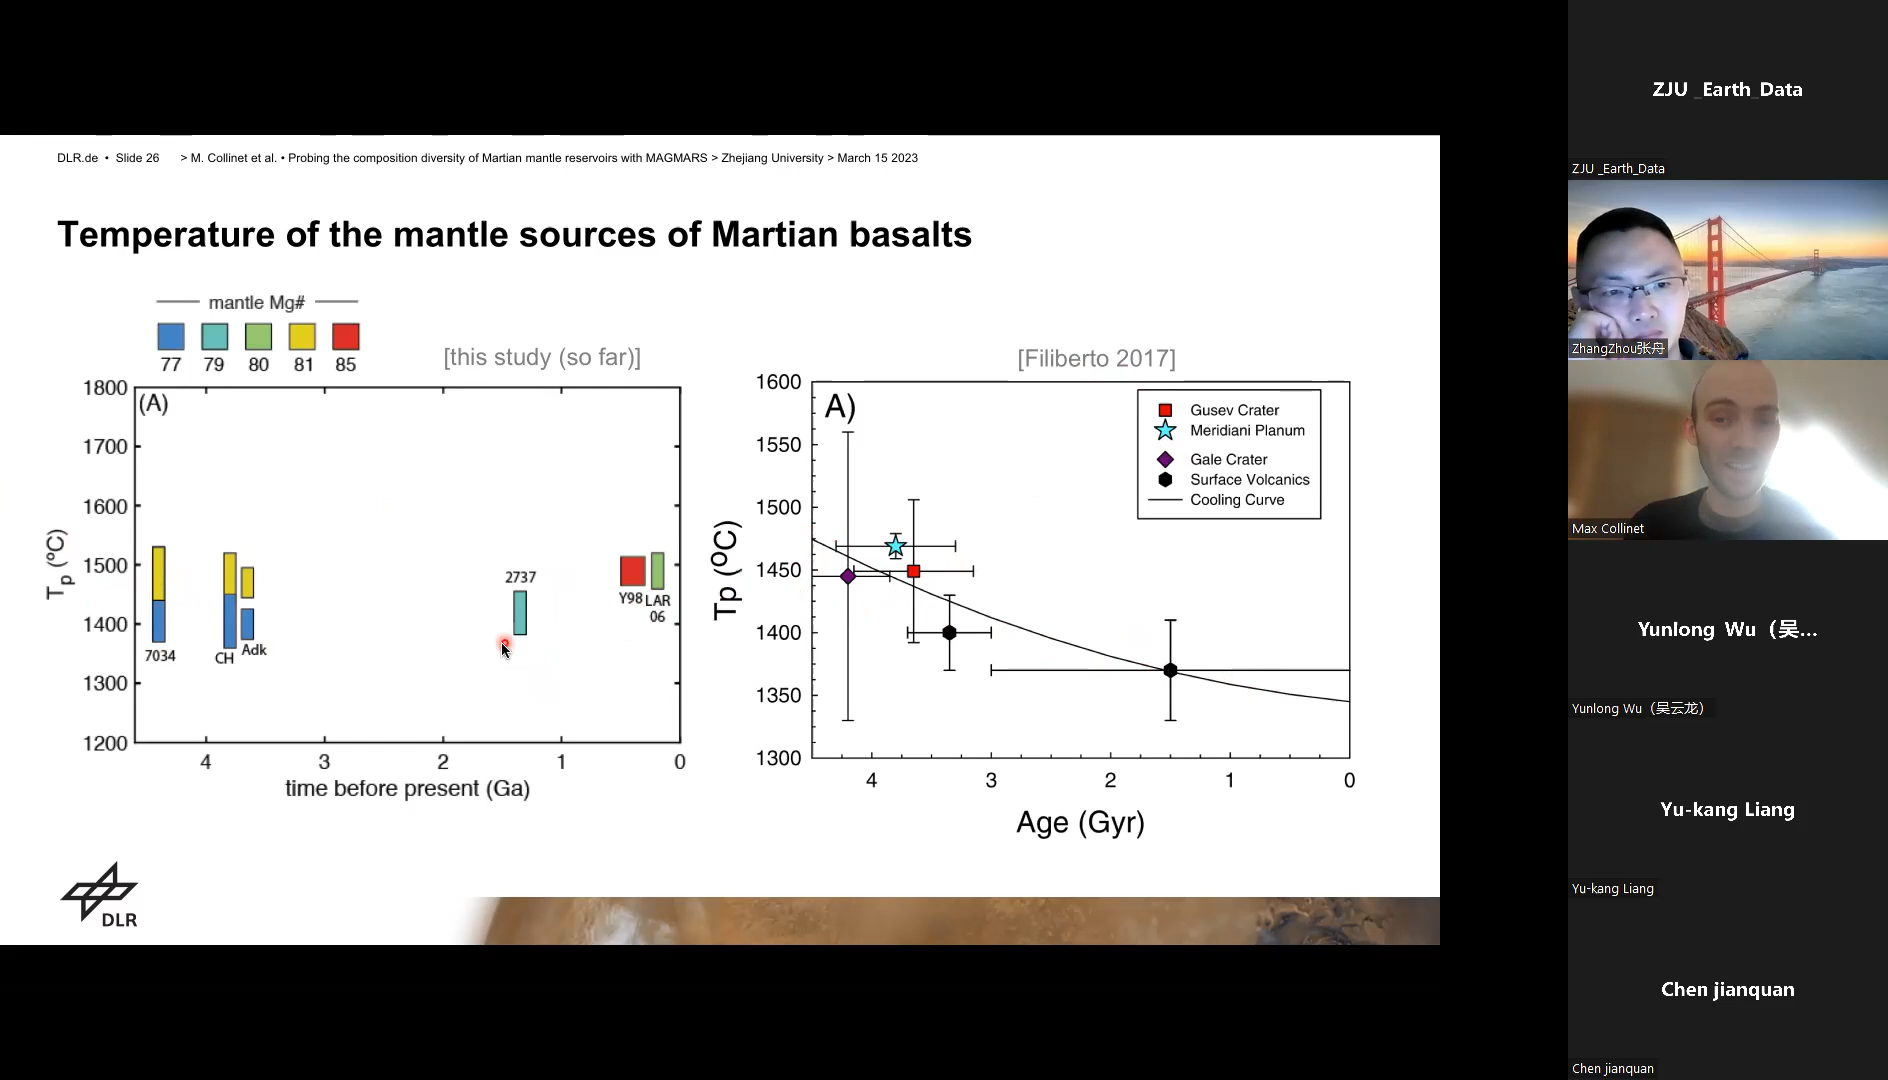 DLR.de • Slide 26 > M. Collinet et al. • Probing the composition diversity of Martian mantle reservoirs with MAGMARS > Zhejiang University > March 15 2023
Temperature of the mantle sources of Martian basalts
mantle Mg#
77 79 80 81 85
[this study (so far)]
(A)
1800
1700
1600
1500
1400
1300
1200
Tp (ºC)
7034
CH
Adk
2737
Y98
LAR
06
4 3 2 1 0
time before present (Ga)
[Filiberto 2017]
A)
1600
1550
1500
1450
1400
1350
1300
Tp (ºC)
Gusev Crater
Meridiani Planum
Gale Crater
Surface Volcanics
Cooling Curve
4 3 2 1 0
Age (Gyr)
DLR
ZJU _Earth_Data
ZJU _Earth_Data
ZhangZhou张舟
Max Collinet
Yunlong Wu（吴...
Yunlong Wu（吴云龙）
Yu-kang Liang
Yu-kang Liang
Chen jianquan
Chen jianquan